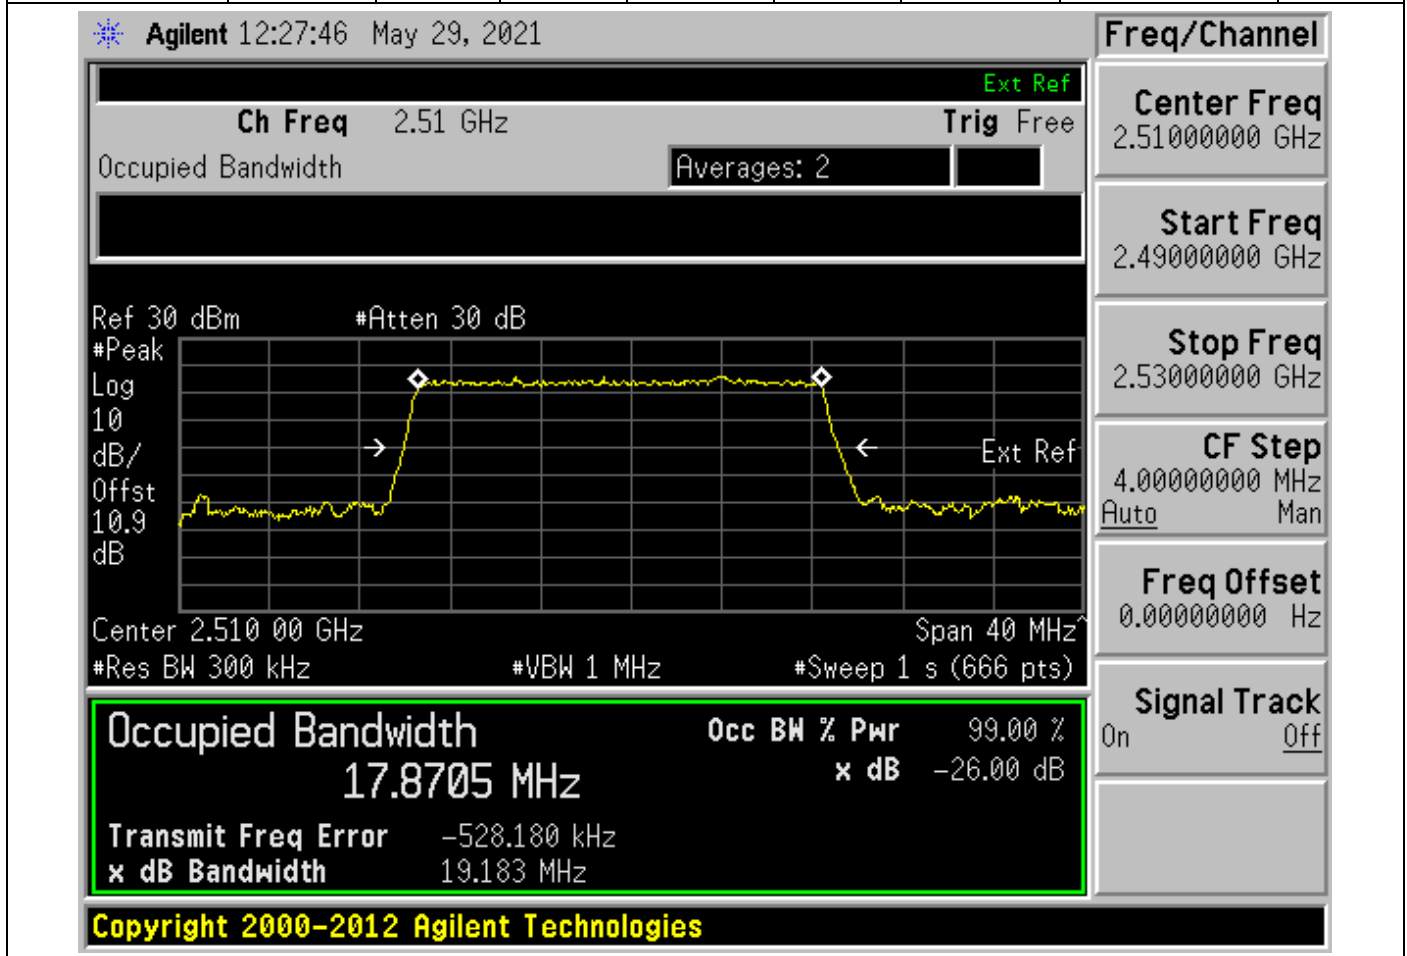 Agilent 12:27:46 May 29, 2021
Freq/Channel
Ext Ref
Ch Freq 2.51 GHz Trig Free
Occupied Bandwidth Averages: 2
Center Freq
2.51000000 GHz
Start Freq
2.49000000 GHz
Stop Freq
2.53000000 GHz
CF Step
4.00000000 MHz
Auto Man
Freq Offset
0.00000000 Hz
Signal Track
On Off
Ref 30 dBm #Atten 30 dB
#Peak
Log
10
dB/
Offst
10.9
dB
Ext Ref
Center 2.510 00 GHz Span 40 MHz^
#Res BW 300 kHz #VBW 1 MHz #Sweep 1 s (666 pts)
Occupied Bandwidth Occ BW % Pwr 99.00 %
17.8705 MHz x dB -26.00 dB
Transmit Freq Error -528.180 kHz
x dB Bandwidth 19.183 MHz
Copyright 2000-2012 Agilent Technologies